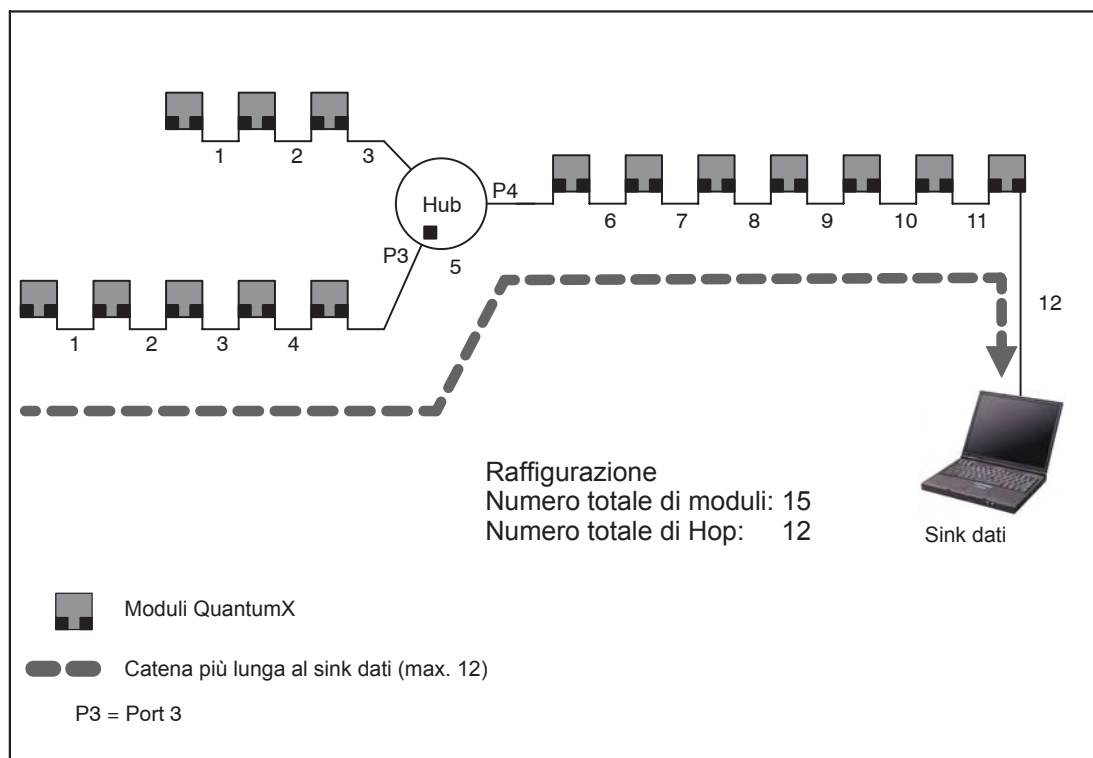 1 2 3
Hub
P4
P3
5
6 7 8 9 10 11
1 2 3 4
12
Raffigurazione
Numero totale di moduli: 15
Numero totale di Hop: 12
Sink dati
Moduli QuantumX
Catena più lunga al sink dati (max. 12)
P3 = Port 3